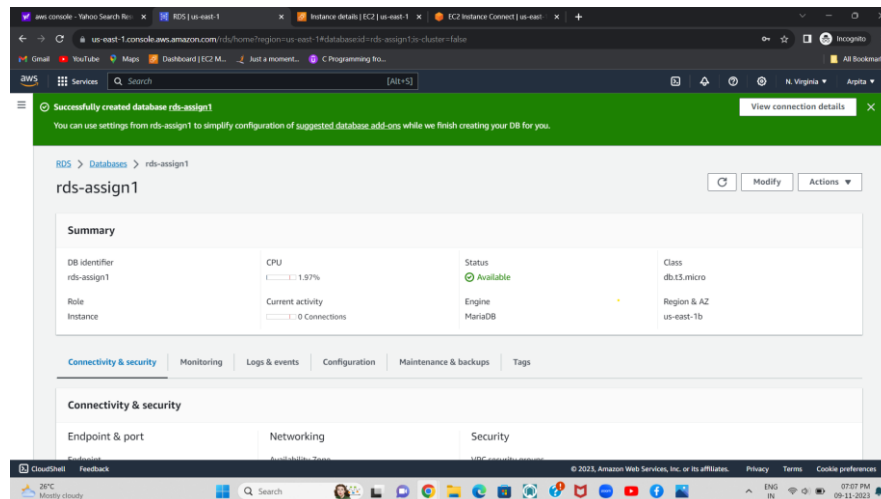 aws console - Yahoo Search Res
RDS | us-east-1
Instance details | EC2 | us-east-1
EC2 Instance Connect | us-east-
us-east-1.console.aws.amazon.com/rds/home?region=us-east-1#database:id=rds-assign1;is-cluster=false
Incognito
Gmail YouTube Maps Dashboard | EC2 M... Just a moment... C Programming fro...
All Bookmar
aws Services Search [Alt+S] N. Virginia Arpita
Successfully created database rds-assign1
View connection details
You can use settings from rds-assign1 to simplify configuration of suggested database add-ons while we finish creating your DB for you.
RDS > Databases > rds-assign1
rds-assign1
Modify Actions
Summary
DB identifier CPU Status Class
rds-assign1 1.97% Available db.t3.micro
Role Current activity Engine Region & AZ
Instance 0 Connections MariaDB us-east-1b
Connectivity & security Monitoring Logs & events Configuration Maintenance & backups Tags
Connectivity & security
Endpoint & port Networking Security
Endpoint Availability Zone VPC security groups
CloudShell Feedback © 2023, Amazon Web Services, Inc. or its affiliates. Privacy Terms Cookie preferences
26°C
Mostly cloudy
Search
ENG
IN
07:07 PM
09-11-2023